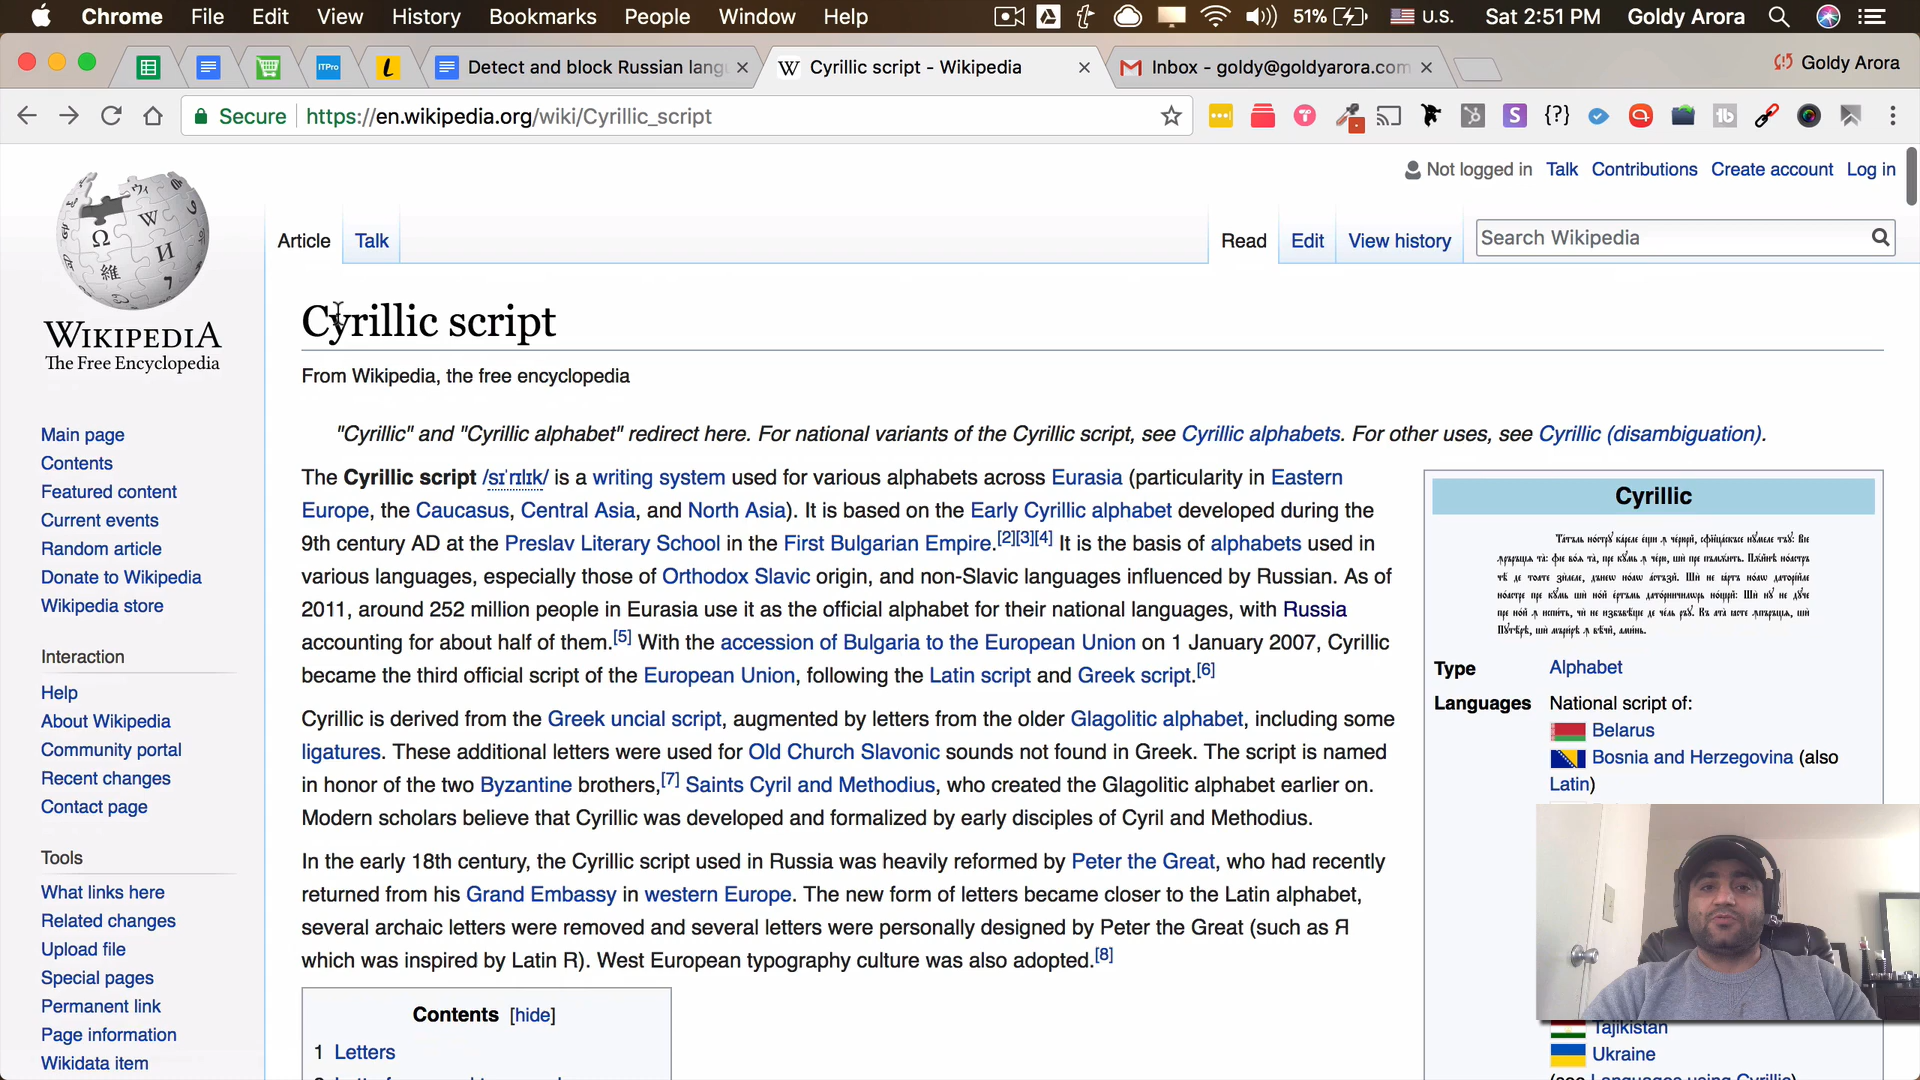 Chrome File Edit View History Bookmarks People Window Help 51% U.S. Sat 2:51 PM Goldy Arora
ITPro Detect and block Russian lang Cyrillic script - Wikipedia Inbox - goldy@goldyarora.com Goldy Arora
Secure https://en.wikipedia.org/wiki/Cyrillic_script
Not logged in Talk Contributions Create account Log in
Article Talk Read Edit View history Search Wikipedia
WIKIPEDIA
The Free Encyclopedia
Main page
Contents
Featured content
Current events
Random article
Donate to Wikipedia
Wikipedia store
Interaction
Help
About Wikipedia
Community portal
Recent changes
Contact page
Tools
What links here
Related changes
Upload file
Special pages
Permanent link
Page information
Wikidata item
Cyrillic script
From Wikipedia, the free encyclopedia
"Cyrillic" and "Cyrillic alphabet" redirect here. For national variants of the Cyrillic script, see Cyrillic alphabets. For other uses, see Cyrillic (disambiguation).
The Cyrillic script /sɪˈrɪlɪk/ is a writing system used for various alphabets across Eurasia (particularity in Eastern
Europe, the Caucasus, Central Asia, and North Asia). It is based on the Early Cyrillic alphabet developed during the
9th century AD at the Preslav Literary School in the First Bulgarian Empire.[2][3][4] It is the basis of alphabets used in
various languages, especially those of Orthodox Slavic origin, and non-Slavic languages influenced by Russian. As of
2011, around 252 million people in Eurasia use it as the official alphabet for their national languages, with Russia
accounting for about half of them.[5] With the accession of Bulgaria to the European Union on 1 January 2007, Cyrillic
became the third official script of the European Union, following the Latin script and Greek script.[6]
Cyrillic is derived from the Greek uncial script, augmented by letters from the older Glagolitic alphabet, including some
ligatures. These additional letters were used for Old Church Slavonic sounds not found in Greek. The script is named
in honor of the two Byzantine brothers,[7] Saints Cyril and Methodius, who created the Glagolitic alphabet earlier on.
Modern scholars believe that Cyrillic was developed and formalized by early disciples of Cyril and Methodius.
In the early 18th century, the Cyrillic script used in Russia was heavily reformed by Peter the Great, who had recently
returned from his Grand Embassy in western Europe. The new form of letters became closer to the Latin alphabet,
several archaic letters were removed and several letters were personally designed by Peter the Great (such as Я
which was inspired by Latin R). West European typography culture was also adopted.[8]
Contents [hide]
1 Letters
Cyrillic
Type Alphabet
Languages National script of:
Belarus
Bosnia and Herzegovina (also
Latin)
Tajikistan
Ukraine